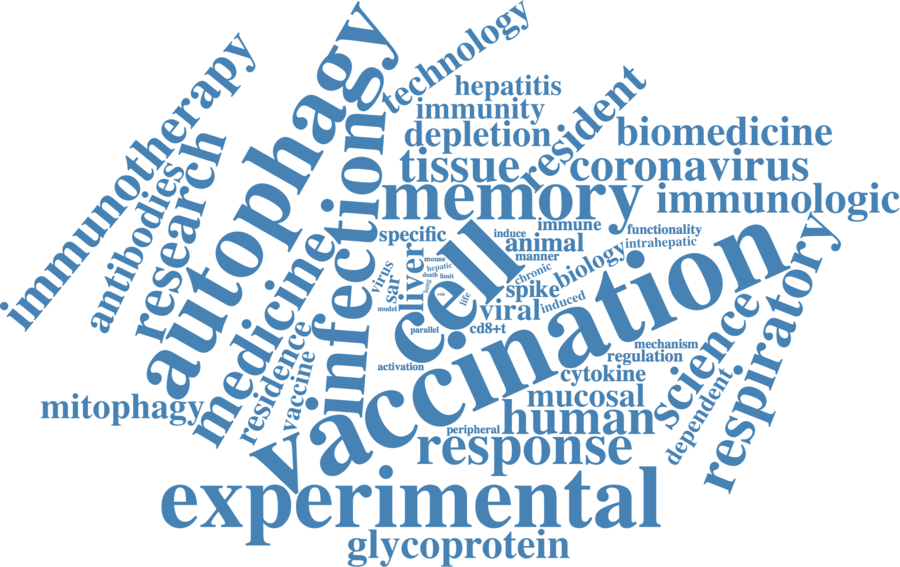 immunotherapy
antibodies
research
autophagy
technology
hepatitis
immunity
depletion
resident
biomedicine
tissue
coronavirus
memory
immunologic
infection
medicine
specific
induce
immune
animal
manner
functionality
intrahepatic
cell
virus
sar
liver
mouse
hepatic
death
limit
lung
life
model
chronic
biology
spike
induced
viral
cd8+t
parallel
activation
vaccination
respiratory
science
mechanism
regulation
cytokine
mucosal
dependent
mitophagy
residence
vaccine
human
peripheral
response
experimental
glycoprotein